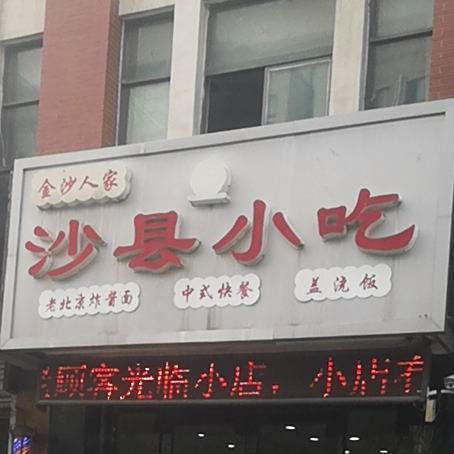 金沙人家
沙县小吃
老北京炸酱面
中式快餐
盖浇饭
顾客光临小店，小店有